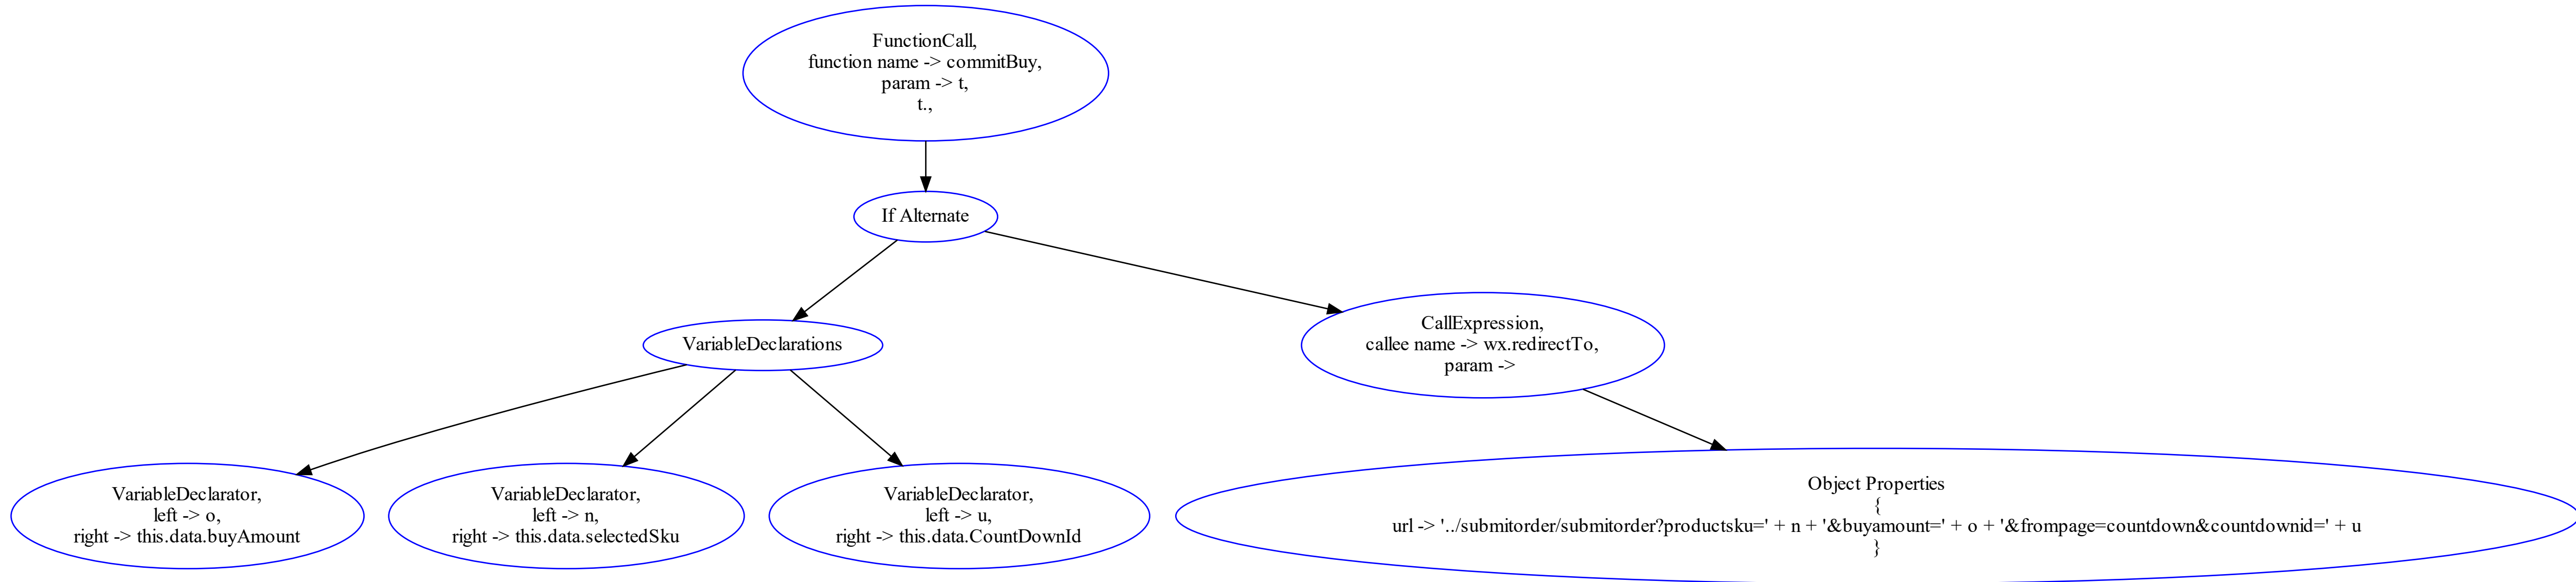 FunctionCall,
function name -> commitBuy,
param -> t,
t.,
If Alternate
VariableDeclarations
CallExpression,
callee name -> wx.redirectTo,
param ->
VariableDeclarator,
left -> o,
right -> this.data.buyAmount
VariableDeclarator,
left -> n,
right -> this.data.selectedSku
VariableDeclarator,
left -> u,
right -> this.data.CountDownId
Object Properties
{
url -> '../submitorder/submitorder?productsku=' + n + '&buyamount=' + o + '&frompage=countdown&countdownid=' + u
}